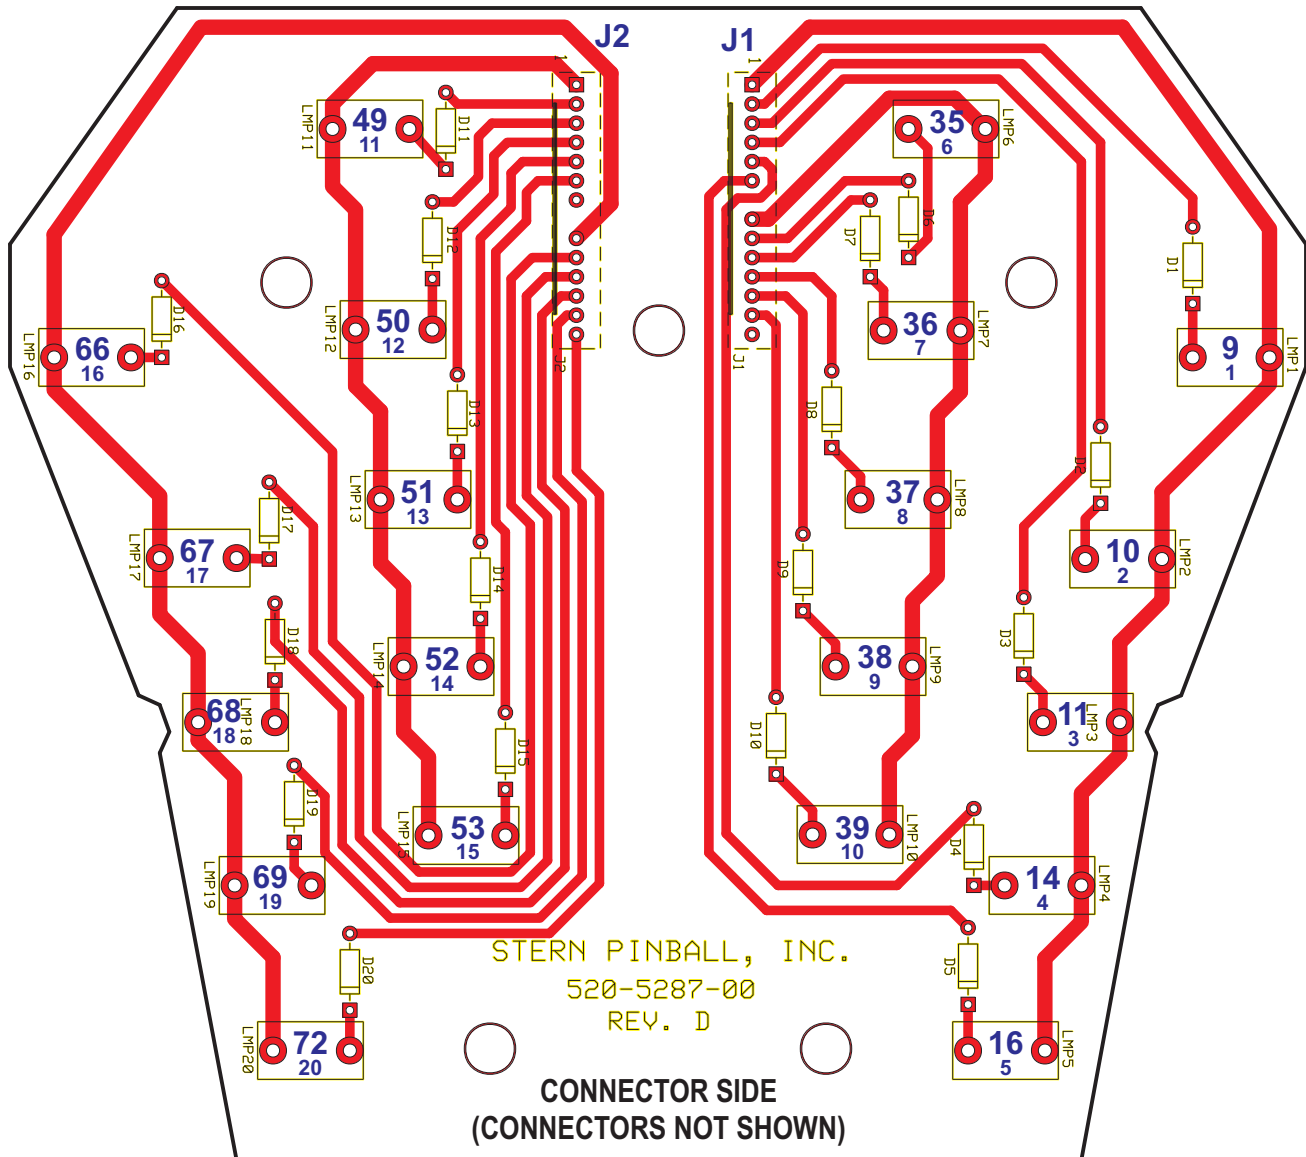 J2
J1
1
1
49
11
LMP11
D11
35
6
LMP6
D6
D7
D12
D1
50
12
LMP12
36
7
LMP7
D16
66
16
LMP16
9
1
LMP1
J2
J1
D13
D8
D2
51
13
LMP13
37
8
LMP8
D17
67
17
LMP17
10
2
LMP2
D14
D9
D18
D3
52
14
LMP14
38
9
LMP9
68
18
LMP18
11
3
LMP3
D15
D10
D19
53
15
LMP15
39
10
LMP10
D4
69
19
LMP19
14
4
LMP4
STERN PINBALL, INC.
520-5287-00
REV. D
D20
D5
72
20
LMP20
16
5
LMP5
CONNECTOR SIDE
(CONNECTORS NOT SHOWN)